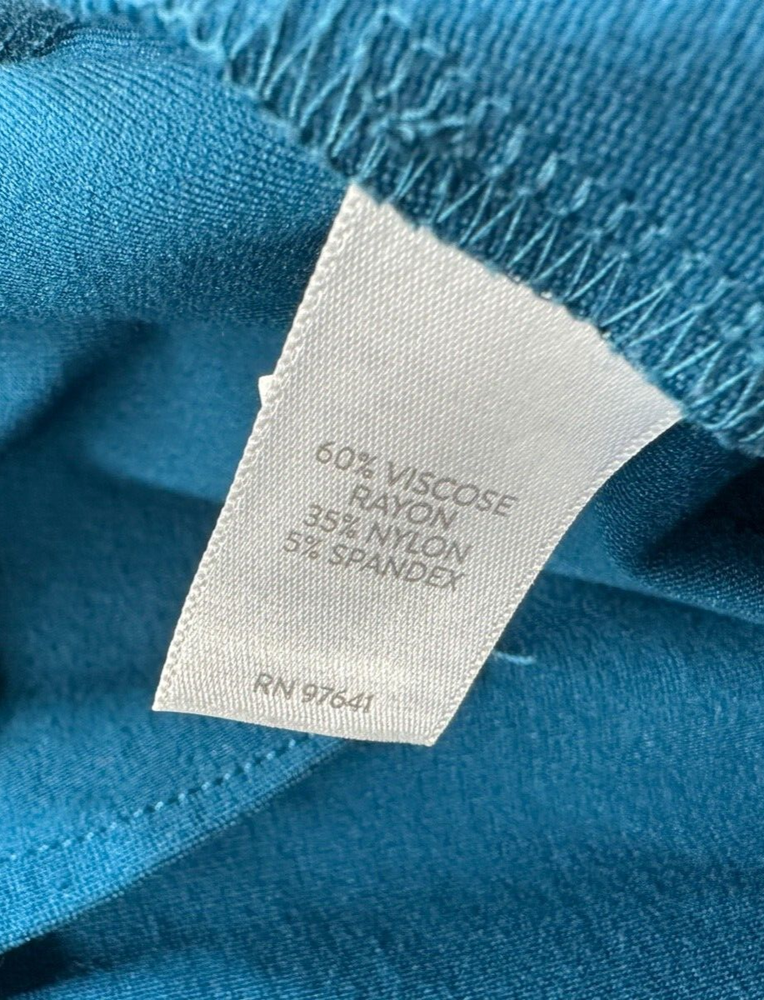 60% VISCOSE
RAYON
35% NYLON
5% SPANDEX
RN 97641